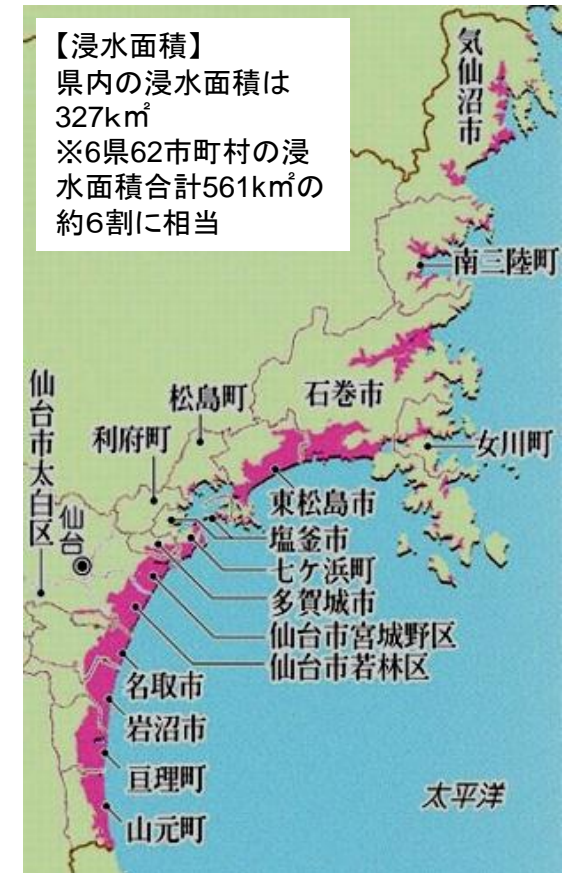 【浸水面積】
県内の浸水面積は
327k㎡
※6県62市町村の浸
水面積合計561k㎡の
約６割に相当
気仙沼市
南三陸町
石巻市
松島町
利府町
女川町
仙台市太白区
仙台
東松島市
塩釜市
七ケ浜町
多賀城市
仙台市宮城野区
仙台市若林区
名取市
岩沼市
亘理町
山元町
太平洋